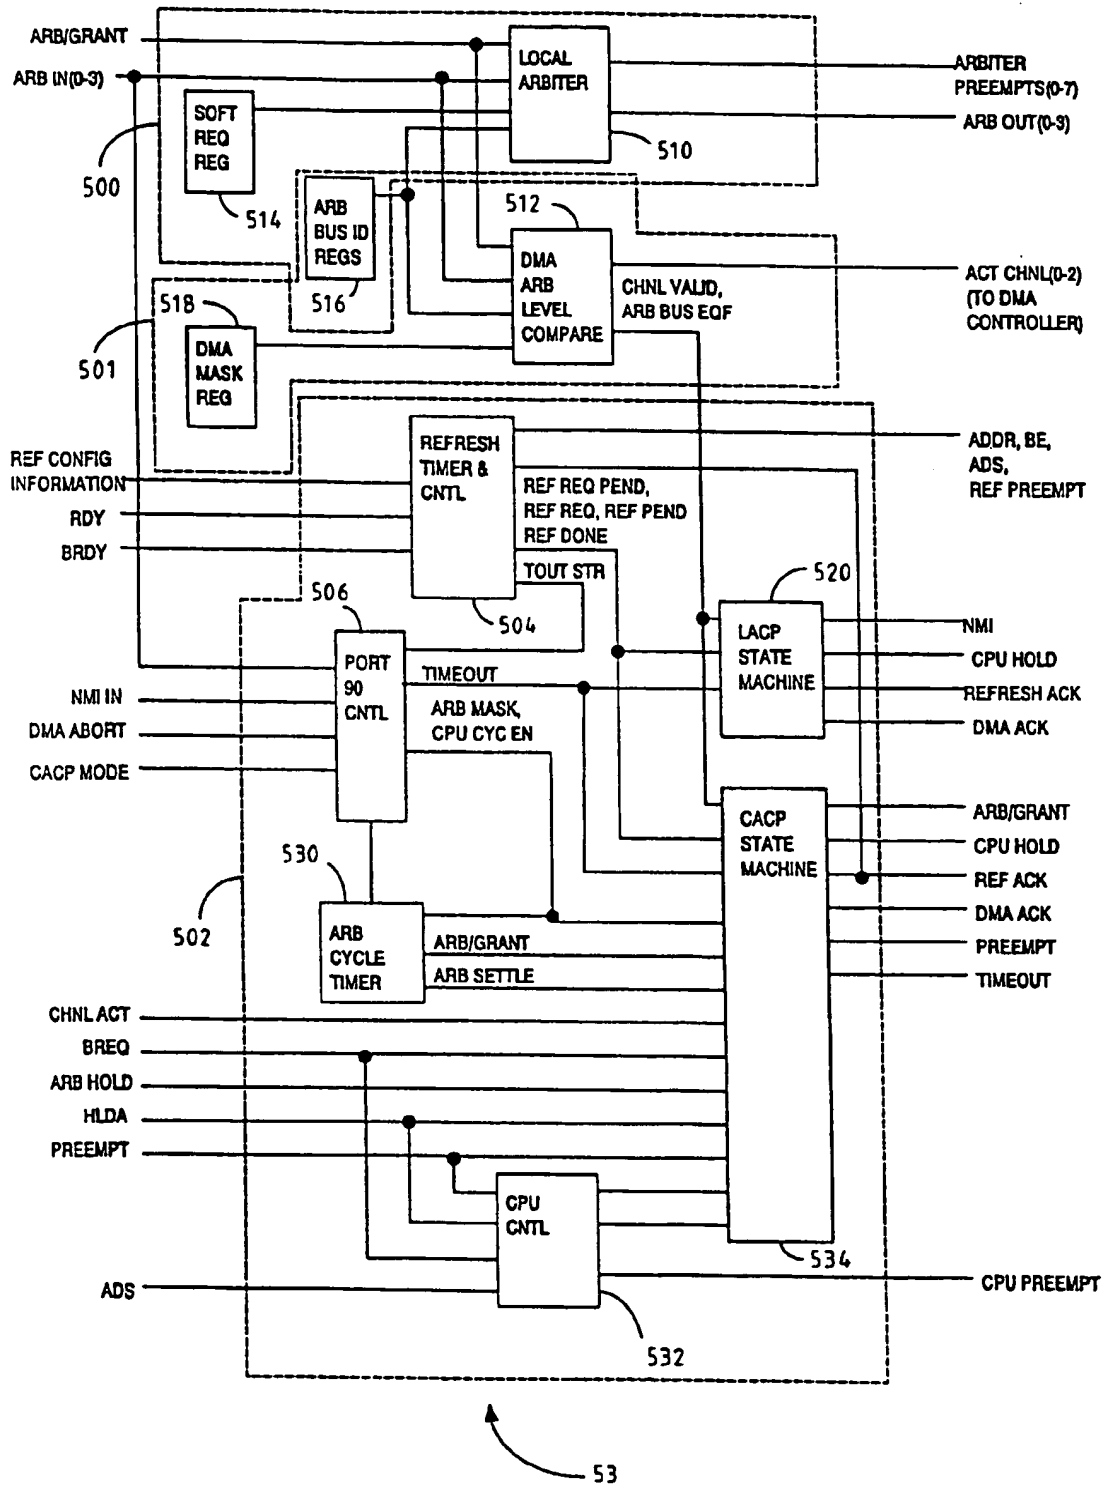 ARB/GRANT
ARB IN(0-3)
LOCAL
ARBITER
ARBITER
PREEMPTS(0-7)
ARB OUT(0-3)
510
SOFT
REQ
REG
514
500
ARB
BUS ID
REGS
516
512
DMA
ARB
LEVEL
COMPARE
CHNL VALID,
ARB BUS EQF
ACT CHNL(0-2)
(TO DMA
CONTROLLER)
518
DMA
MASK
REG
501
REF CONFIG
INFORMATION
RDY
BRDY
REFRESH
TIMER &
CNTL
504
ADDR, BE,
ADS,
REF PREEMPT
REF REQ PEND,
REF REQ, REF PEND
REF DONE
TOUT STR
506
PORT
90
CNTL
TIMEOUT
ARB MASK,
CPU CYC EN
NMI IN
DMA ABORT
CACP MODE
520
LACP
STATE
MACHINE
NMI
CPU HOLD
REFRESH ACK
DMA ACK
CACP
STATE
MACHINE
ARB/GRANT
CPU HOLD
REF ACK
DMA ACK
PREEMPT
TIMEOUT
530
ARB
CYCLE
TIMER
ARB/GRANT
ARB SETTLE
502
CHNL ACT
BREQ
ARB HOLD
HLDA
PREEMPT
CPU
CNTL
534
ADS
CPU PREEMPT
532
53